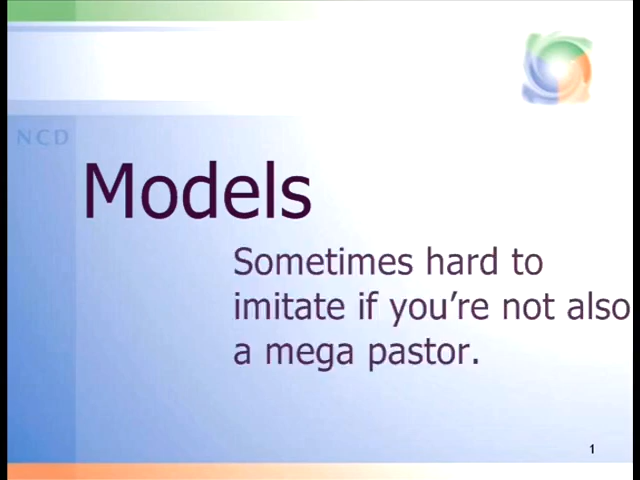 NCD
Models
Sometimes hard to
imitate if you're not also
a mega pastor.
1